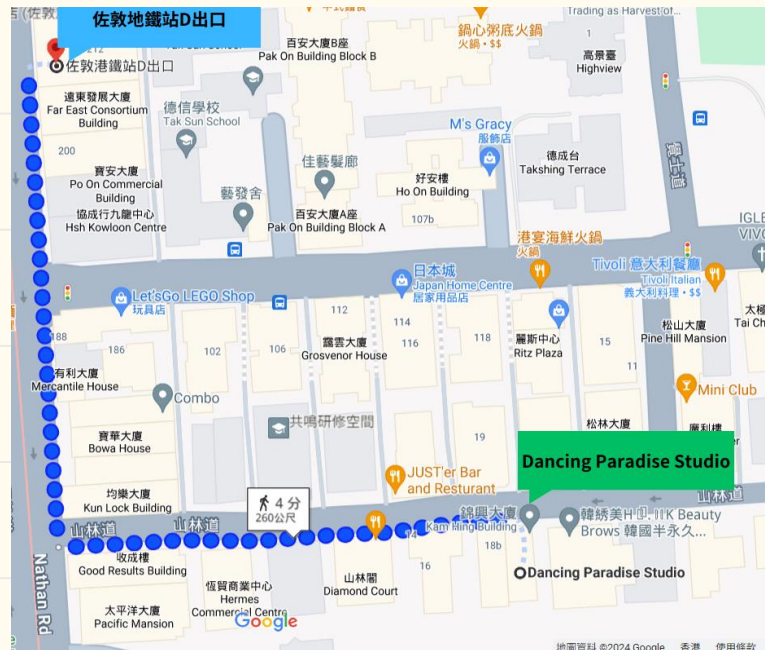 佐敦地鐵站D出口
佐敦港鐵站D出口
212
遠東發展大廈
Far East Consortium
Building
200
寶安大廈
Po On Commercial
Building
協成行九龍中心
Hsh Kowloon Centre
德信學校
Tak Sun School
藝發舍
百安大廈B座
Pak On Building Block B
佳藝髮廊
百安大廈A座
Pak On Building Block A
鍋心粥底火鍋
火鍋・$$
Trading as Harvest of...
1
高景臺
Highview
M's Gracy
服飾店
德成台
Takshing Terrace
好安樓
Ho On Building
107b
港宴海鮮火鍋
火鍋
日本城
Japan Home Centre
居家用品店
Tivoli 意大利餐廳
Tivoli Italian
義大利料理・$$
IGLE
VIVO
Let'sGo LEGO Shop
玩具店
188
186
102
106
112
靄雲大廈
Grosvenor House
114
116
118
麗斯中心
Ritz Plaza
15
11
松山大廈
Pine Hill Mansion
太極
Tai Ch
有利大廈
Mercantile House
Combo
Mini Club
寶華大廈
Bowa House
共鳴研修空間
19
松林大廈
廣利樓
均樂大廈
Kun Lock Building
JUST'er Bar
and Resturant
Dancing Paradise Studio
4 分
260公尺
山林道
山林道
山林道
錦興大廈
Kam Hing Building
Brows 韓國半永久...
14
18b
16
Dancing Paradise Studio
收成樓
Good Results Building
恆貿商業中心
Hermes
Commercial Centre
山林閣
Diamond Court
太平洋大廈
Pacific Mansion
Nathan Rd
Google
地圖資料 ©2024 Google
香港
使用條款